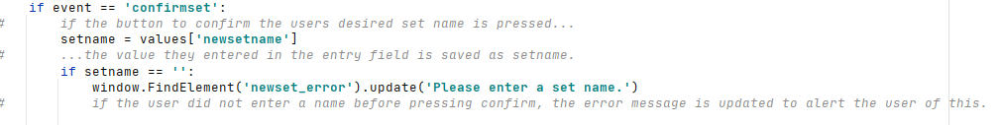 if event == 'confirmset':
#       if the button to confirm the users desired set name is pressed...
setname = values['newsetname']
#       ...the value they entered in the entry field is saved as setname.
if setname == '':
window.FindElement('newset_error').update('Please enter a set name.')
#           if the user did not enter a name before pressing confirm, the error message is updated to alert the user of this.